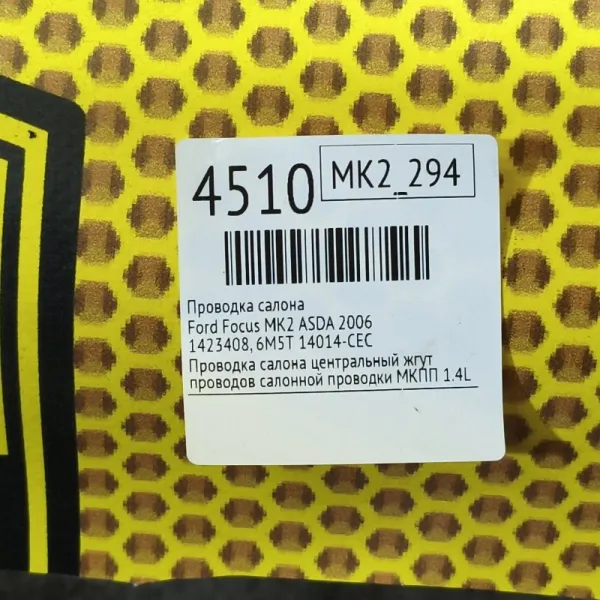 4510 MK2_294
Проводка салона
Ford Focus MK2 ASDA 2006
1423408, 6M5T 14014-CEC
Проводка салона центральный жгут
проводов салонной проводки МКПП 1.4L